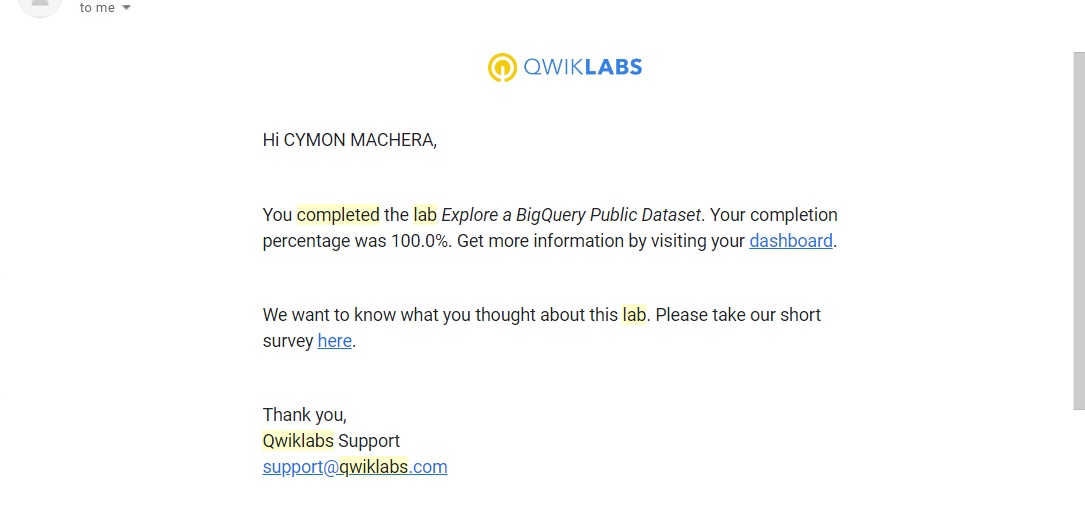 to me
QWIKLABS
Hi CYMON MACHERA,
You completed the lab Explore a BigQuery Public Dataset. Your completion
percentage was 100.0%. Get more information by visiting your dashboard.
We want to know what you thought about this lab. Please take our short
survey here.
Thank you,
Qwiklabs Support
support@qwiklabs.com